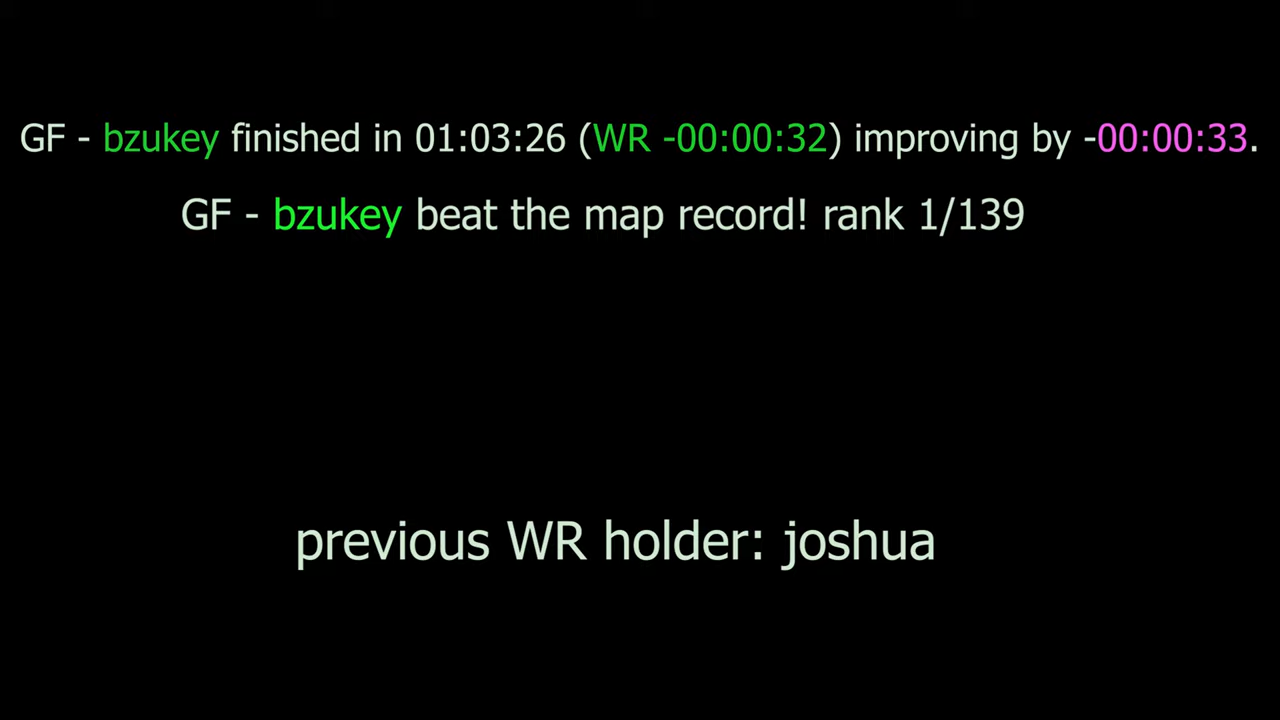 GF - bzukey finished in 01:03:26 (WR -00:00:32) improving by -00:00:33.
GF - bzukey beat the map record! rank 1/139
previous WR holder: joshua